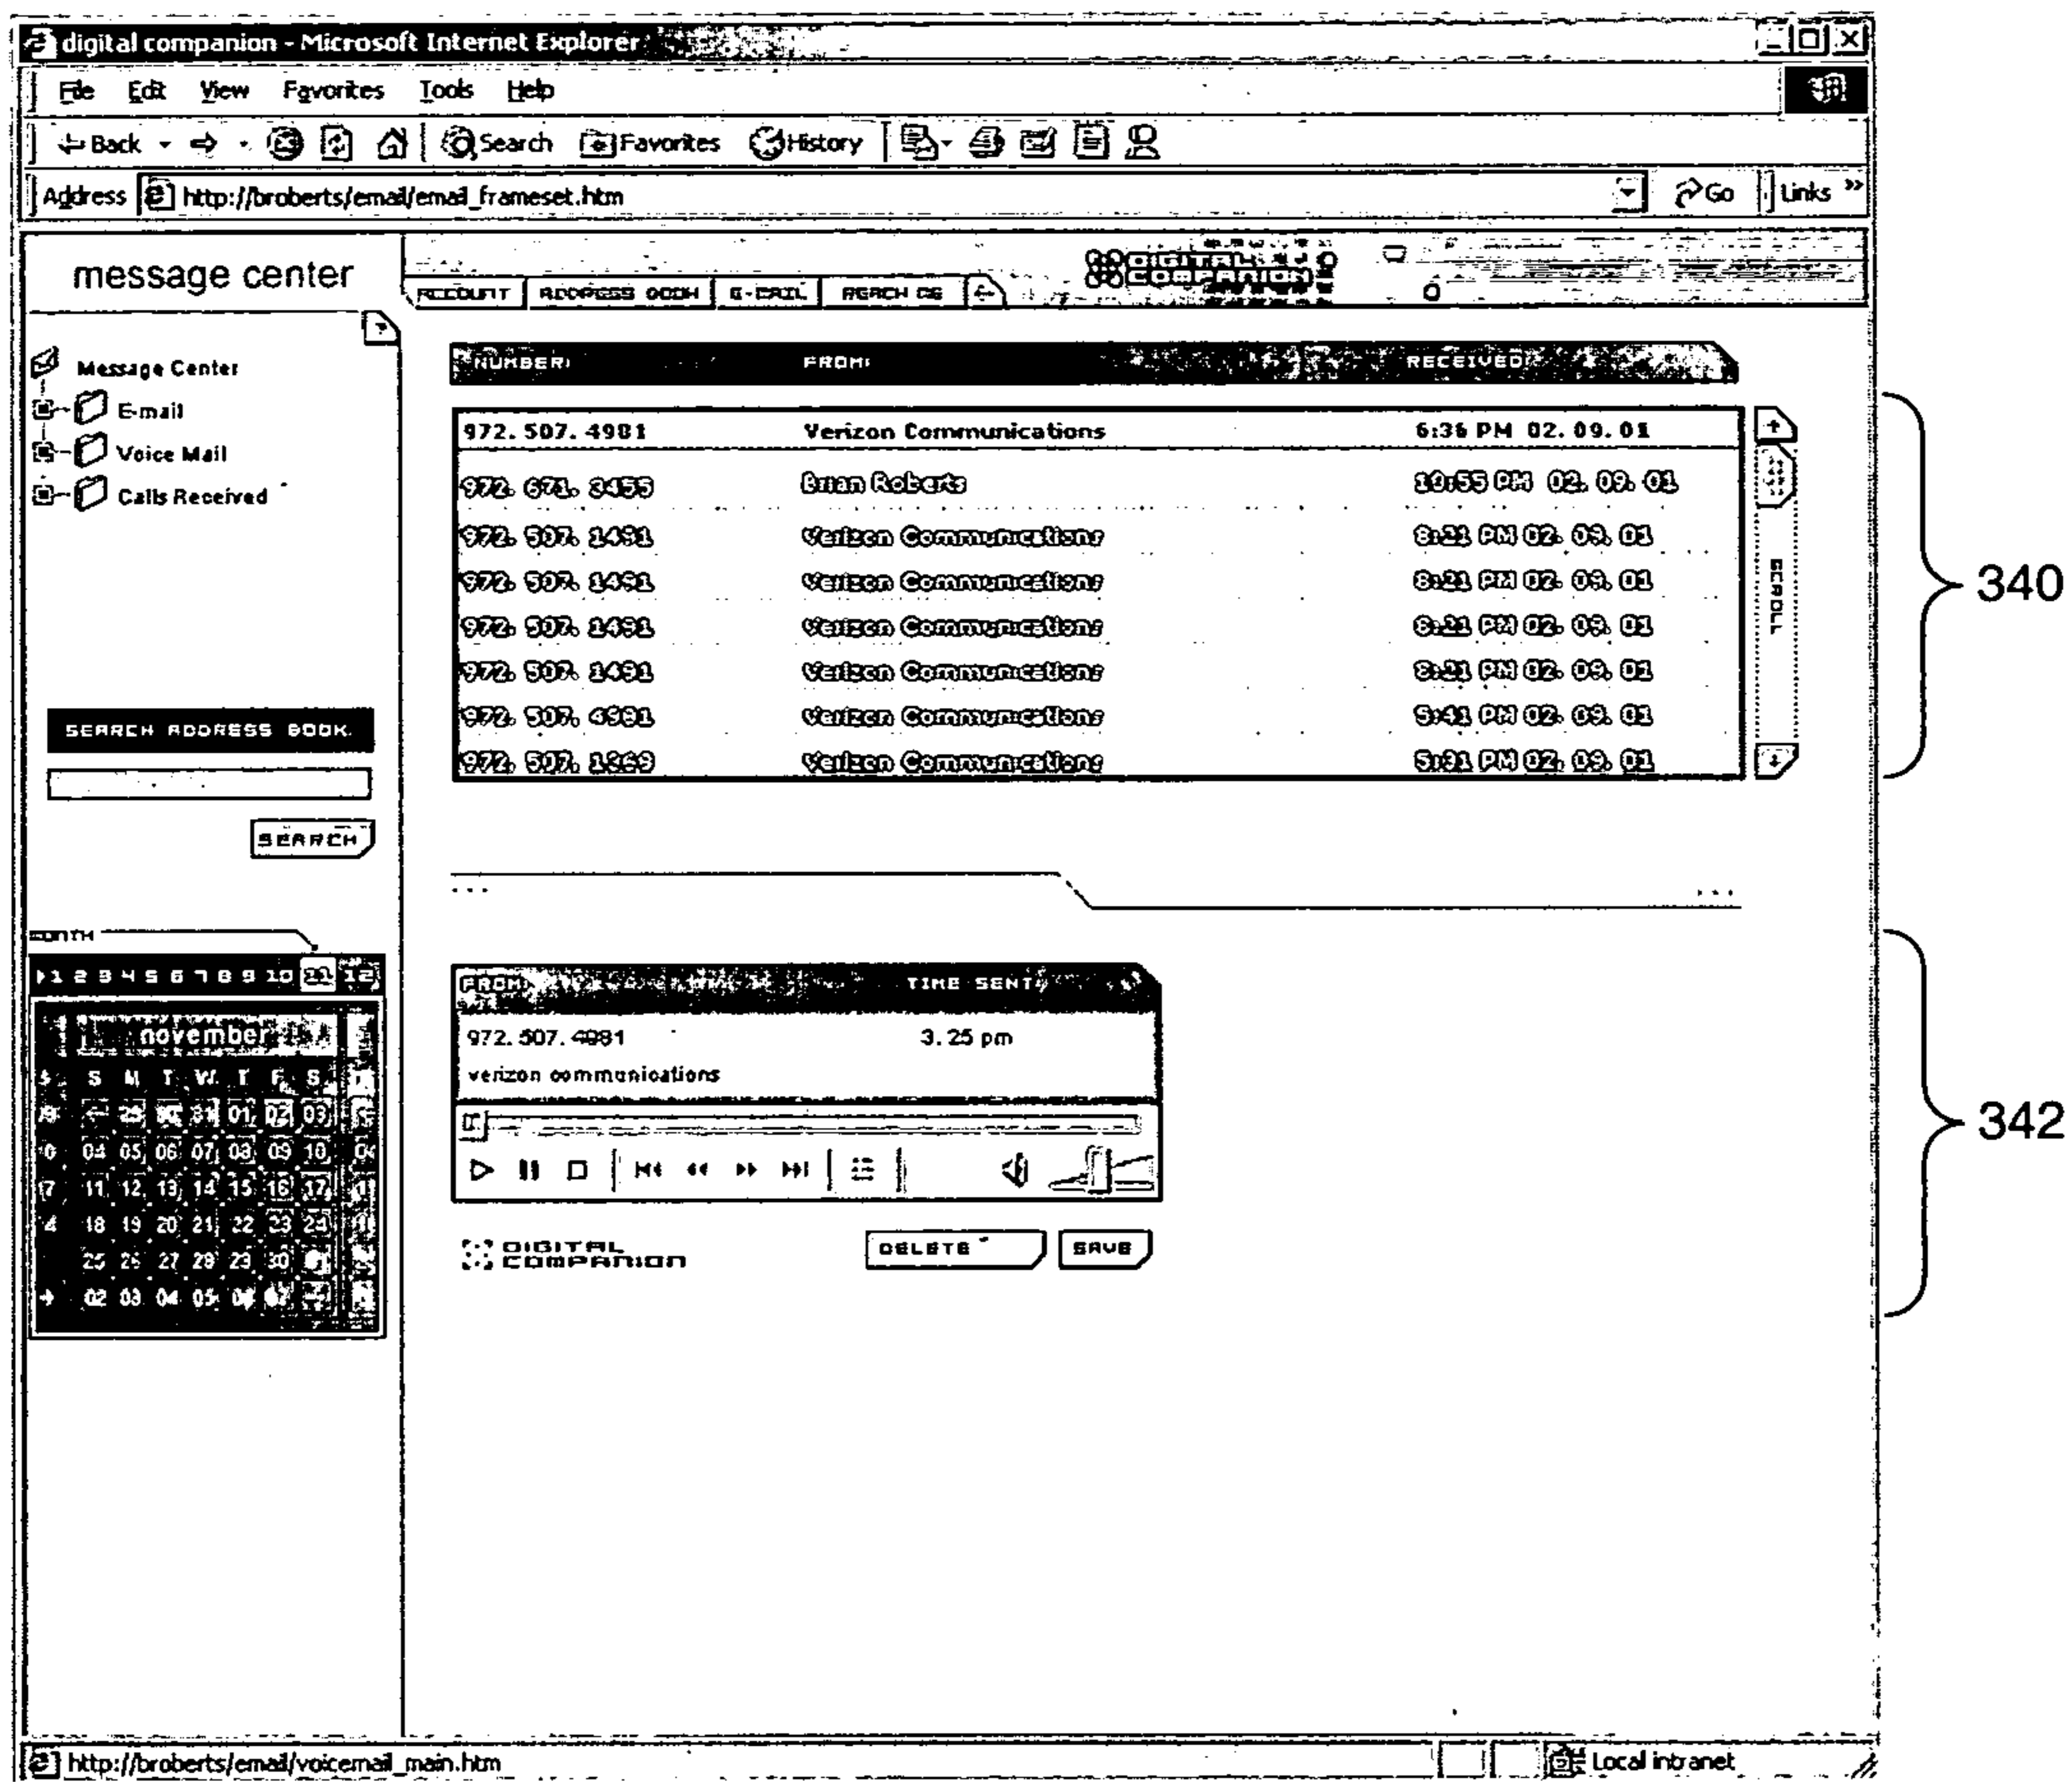 digital companion - Microsoft Internet Explorer
File Edit View Favorites Tools Help
Back Search Favorites History
Address http://broberts/email/email_frameset.htm Go Links »
message center
ACCOUNT ADDRESS BOOK E-MAIL REACH ME
DIGITAL COMPANION
?
Message Center
E-mail
Voice Mail
Calls Received
NUMBER: FROM: RECEIVED:
972. 507. 4981 Verizon Communications 6:36 PM 02. 09. 01
972. 671. 3455 Brian Roberts 10:55 PM 02. 09. 01
972. 507. 1491 Verizon Communications 8:21 PM 02. 09. 01
972. 507. 1491 Verizon Communications 8:21 PM 02. 09. 01
972. 507. 1491 Verizon Communications 8:21 PM 02. 09. 01
972. 507. 1491 Verizon Communications 8:21 PM 02. 09. 01
972. 507. 4981 Verizon Communications 5:41 PM 02. 09. 01
972. 507. 1369 Verizon Communications 5:31 PM 02. 09. 01
SCROLL
340
SEARCH ADDRESS BOOK
SEARCH
MONTH
1 2 3 4 5 6 7 8 9 10 11 12
november
S M T W T F S
29 30 31 01 02 03
04 05 06 07 08 09 10
11 12 13 14 15 16 17
18 19 20 21 22 23 24
25 26 27 28 29 30
02 03 04 05 06
FROM: TIME SENT:
972. 507. 4981 3. 25 pm
verizon communications
DIGITAL COMPANION
DELETE SAVE
342
http://broberts/email/voicemail_main.htm Local intranet